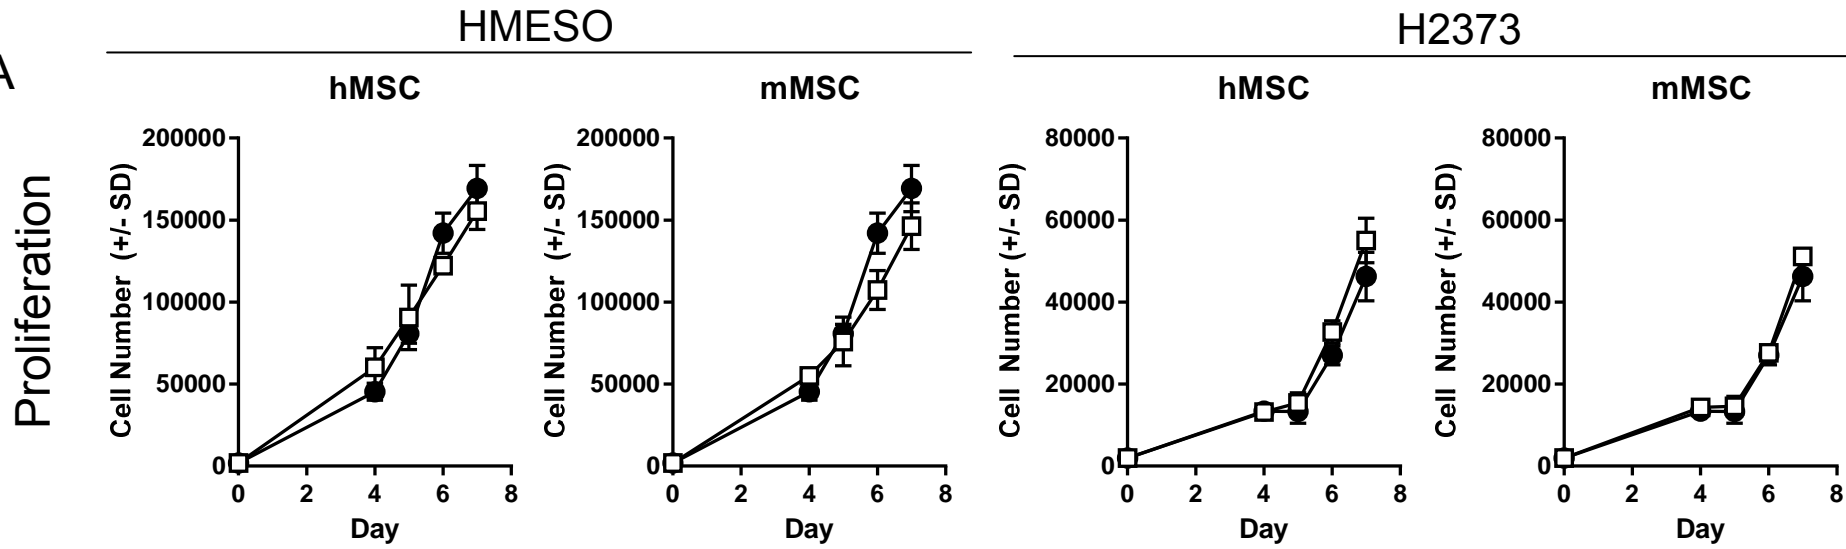 A
HMESO
H2373
hMSC
mMSC
hMSC
mMSC
Proliferation
Cell Number (+/- SD)
200000
150000
100000
50000
0
0 2 4 6 8
Day
Cell Number (+/- SD)
200000
150000
100000
50000
0
0 2 4 6 8
Day
Cell Number (+/- SD)
80000
60000
40000
20000
0
0 2 4 6 8
Day
Cell Number (+/- SD)
80000
60000
40000
20000
0
0 2 4 6 8
Day